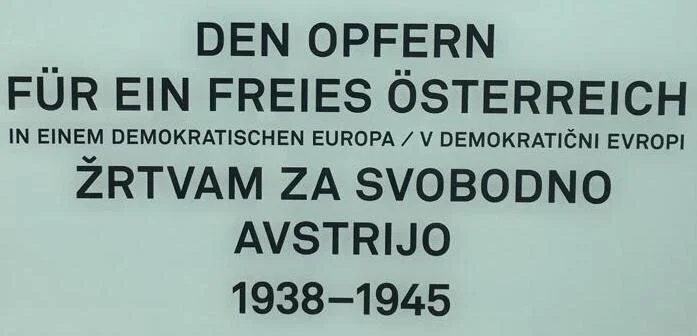 DEN OPFERN
FÜR EIN FREIES ÖSTERREICH
IN EINEM DEMOKRATISCHEN EUROPA / V DEMOKRATIČNI EVROPI
ŽRTVAM ZA SVOBODNO
AVSTRIJO
1938–1945